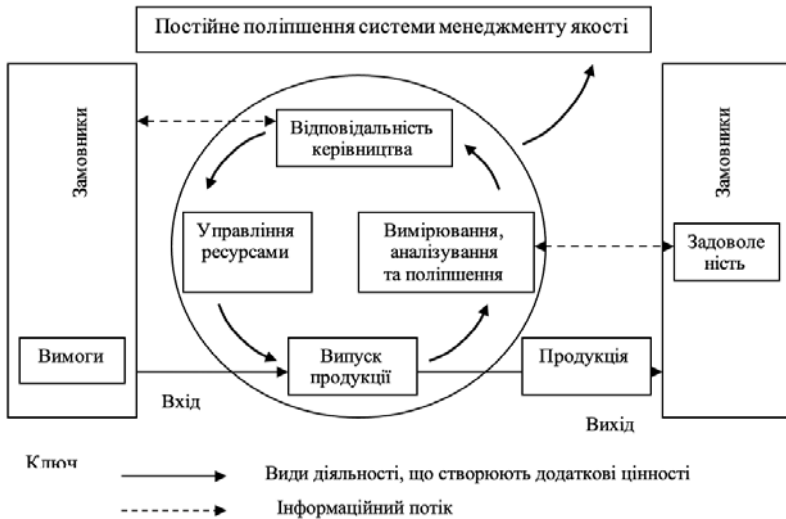 Постійне поліпшення системи менеджменту якості
Замовники
Відповідальність
керівництва
Управління
ресурсами
Вимірювання,
аналізування
та поліпшення
Замовники
Задоволе
ність
Вимоги
Випуск
продукції
Продукція
Вхід
Вихід
Ключ
Види діяльності, що створюють додаткові цінності
Інформаційний потік